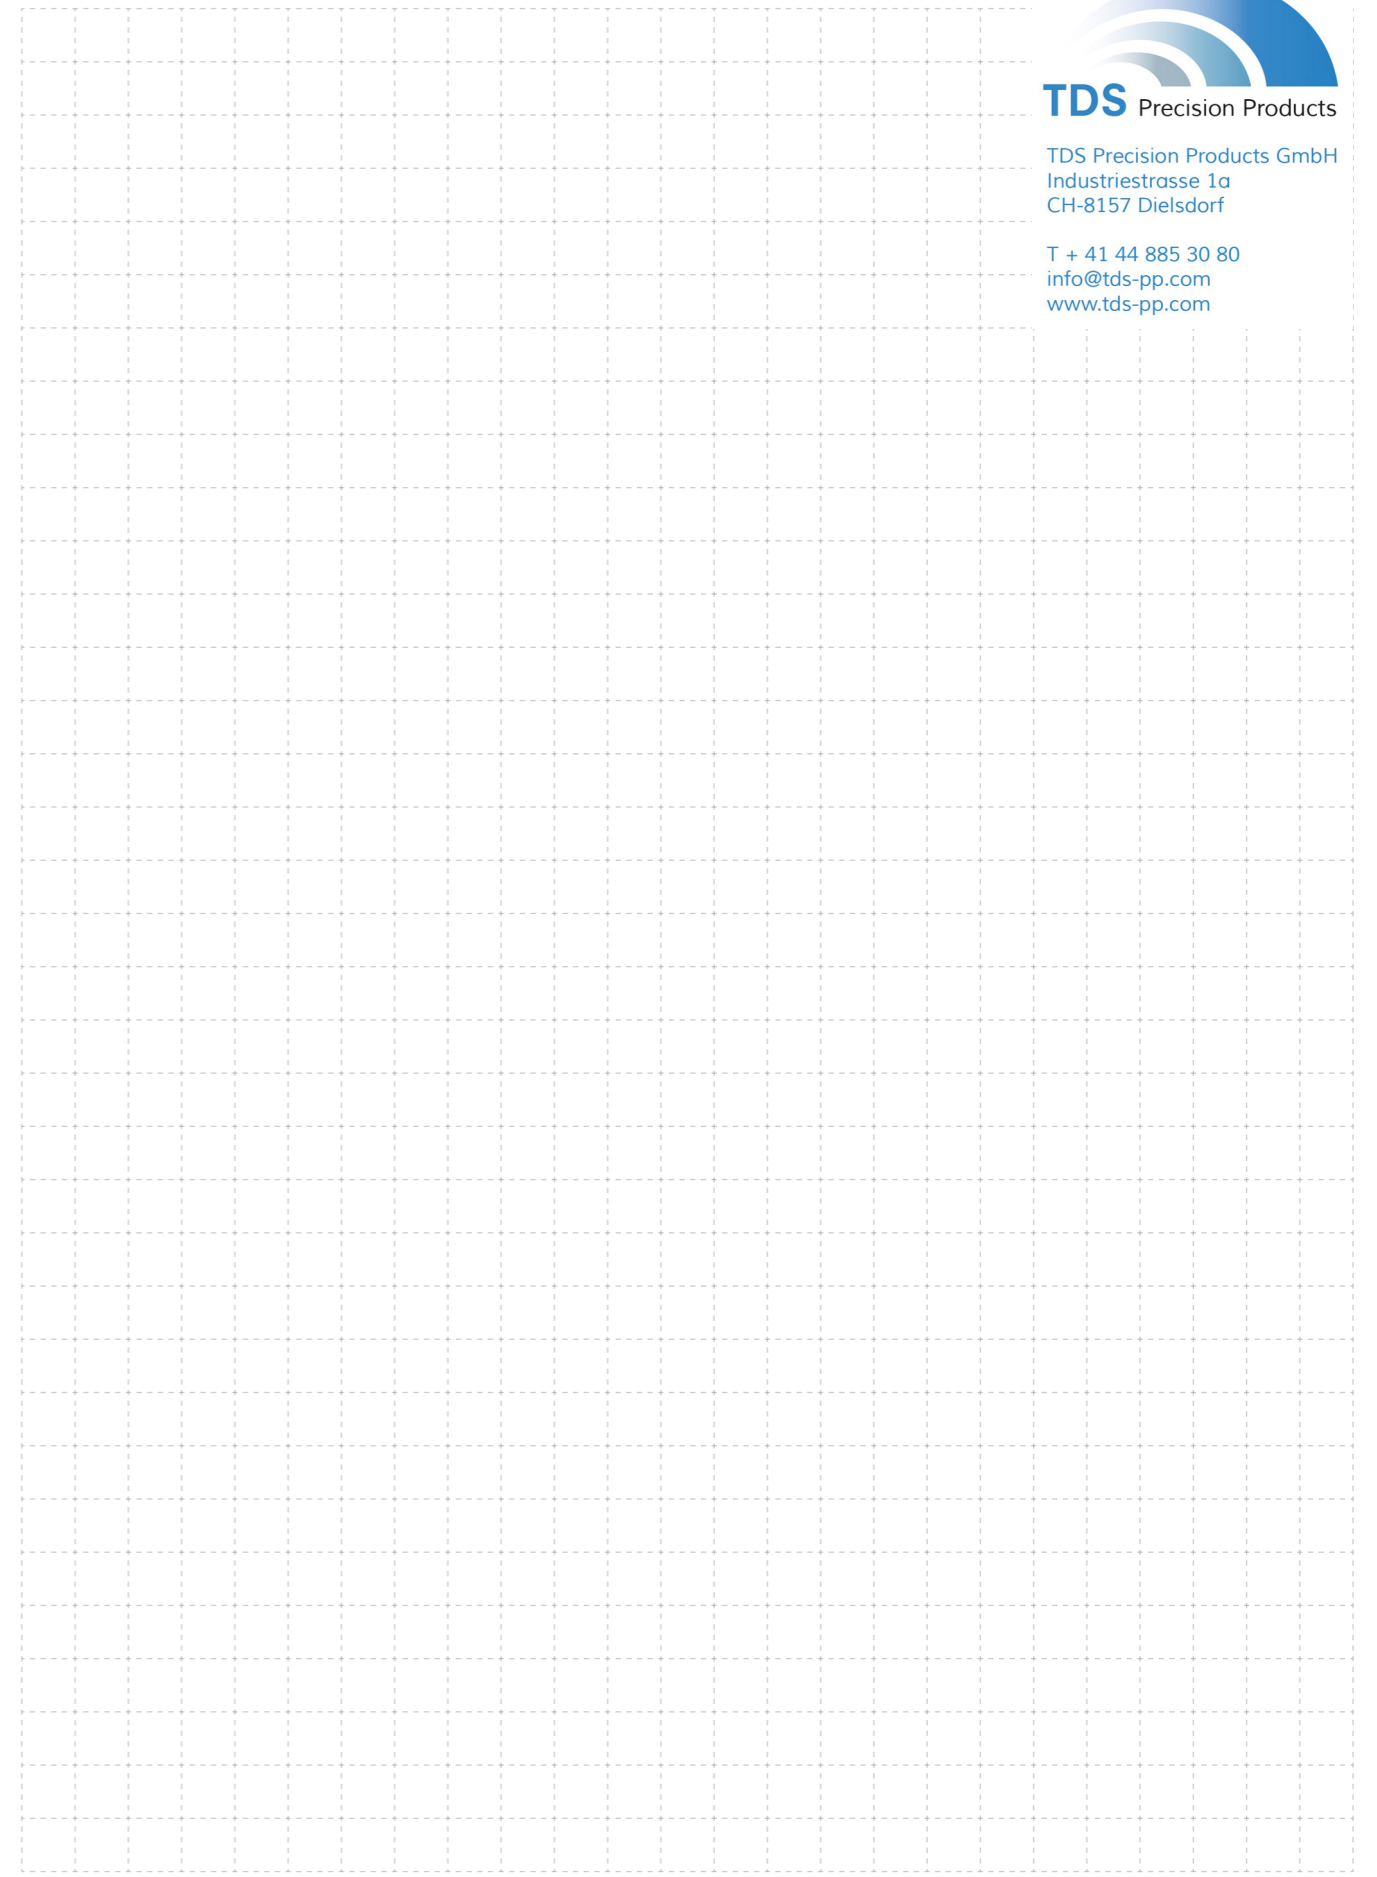 TDS Precision Products
TDS Precision Products GmbH
Industriestrasse 1a
CH-8157 Dielsdorf
T + 41 44 885 30 80
info@tds-pp.com
www.tds-pp.com